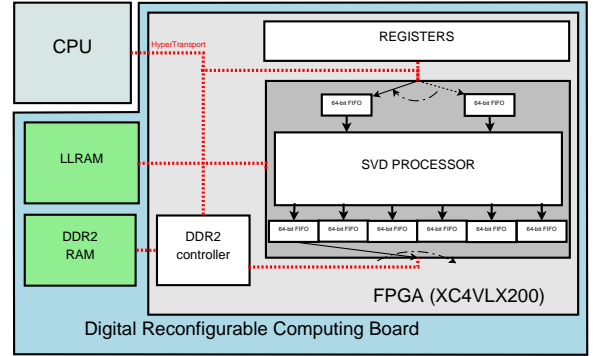 CPU
HyperTransport
REGISTERS
64-bit FIFO
64-bit FIFO
LLRAM
SVD PROCESSOR
DDR2
RAM
DDR2
controller
64-bit FIFO
64-bit FIFO
64-bit FIFO
64-bit FIFO
64-bit FIFO
64-bit FIFO
FPGA (XC4VLX200)
Digital Reconfigurable Computing Board